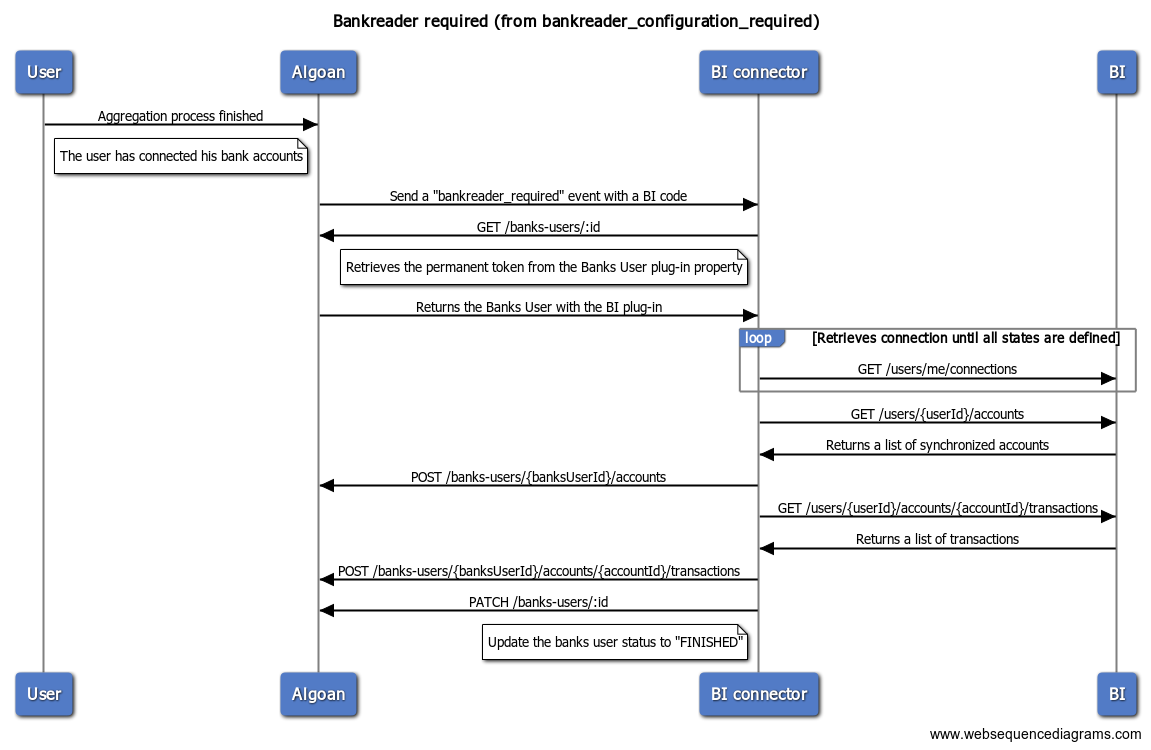 Bankreader required (from bankreader_configuration_required)
User
Algoan
BI connector
BI
Aggregation process finished
The user has connected his bank accounts
Send a "bankreader_required" event with a BI code
GET /banks-users/:id
Retrieves the permanent token from the Banks User plug-in property
Returns the Banks User with the BI plug-in
loop
[Retrieves connection until all states are defined]
GET /users/me/connections
GET /users/{userId}/accounts
Returns a list of synchronized accounts
POST /banks-users/{banksUserId}/accounts
GET /users/{userId}/accounts/{accountId}/transactions
Returns a list of transactions
POST /banks-users/{banksUserId}/accounts/{accountId}/transactions
PATCH /banks-users/:id
Update the banks user status to "FINISHED"
User
Algoan
BI connector
BI
www.websequencediagrams.com